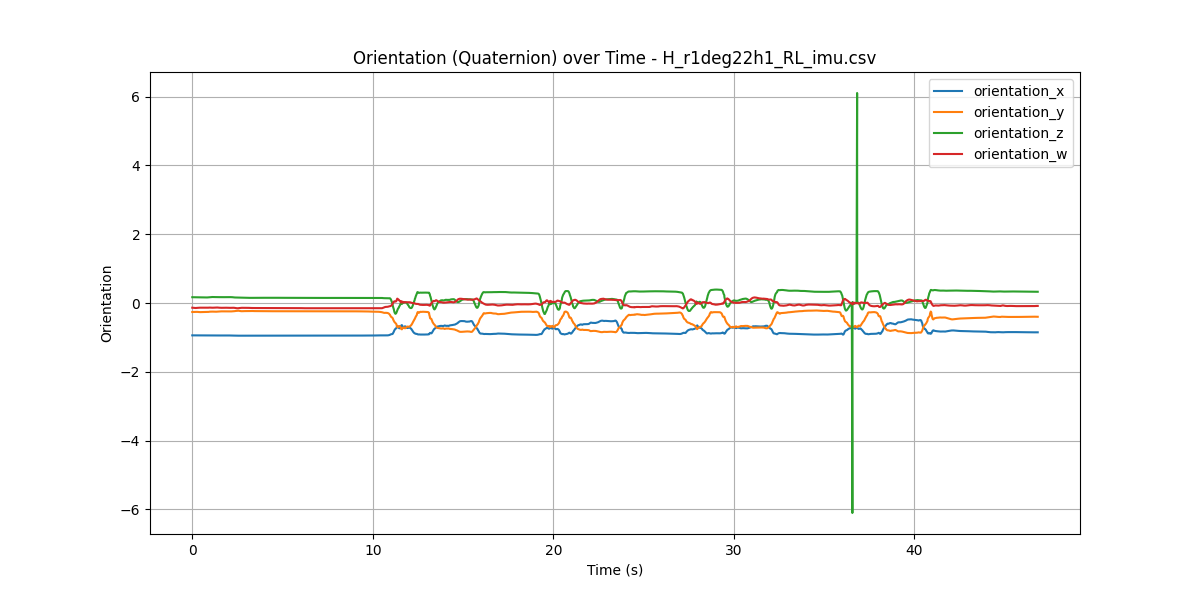 Orientation (Quaternion) over Time - H_r1deg22h1_RL_imu.csv
orientation_x
orientation_y
orientation_z
orientation_w
Orientation
6
4
2
0
−2
−4
−6
0 10 20 30 40
Time (s)